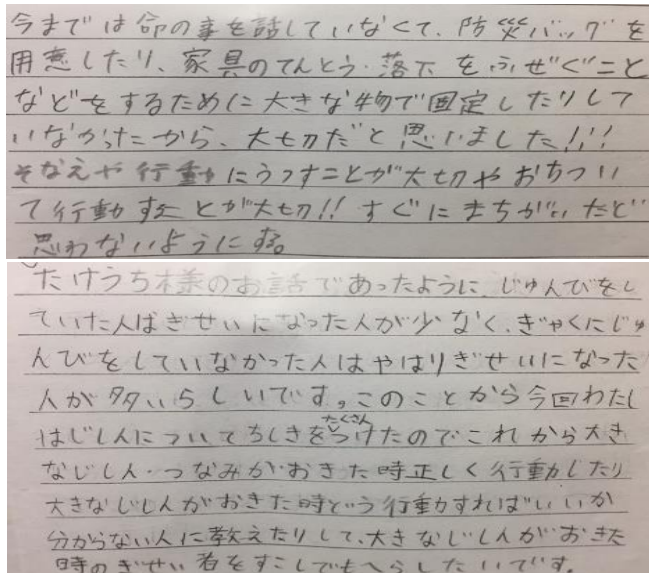 今までは命の事を話していなくて、防災バッグを
用意したり、家具のてんとう・落下をふせぐこと
などをするために大きな物で固定したりして
いなかったから、大切だと思いました!!!
そなえや行動にうつすことが大切やおちつい
て行動することが大切!! すぐにまちがいだと
思わないようにする。
たけうち様のお話であったように、じゅんびをし
ていた人はぎせいになった人が少なく、ぎゃくにじゅ
んびをしていなかった人はやはりぎせいになった
人が多いらしいです。このことから今回わたし
はじしんについてちしきをたくさんつけたのでこれから大き
なじしん・つなみがおきた時正しく行動したり
大きなじしんがおきた時どう行動すればいいか
分からない人に教えたりして、大きなじしんがおきた
時のぎせい者をすこしでもへらしたいです。